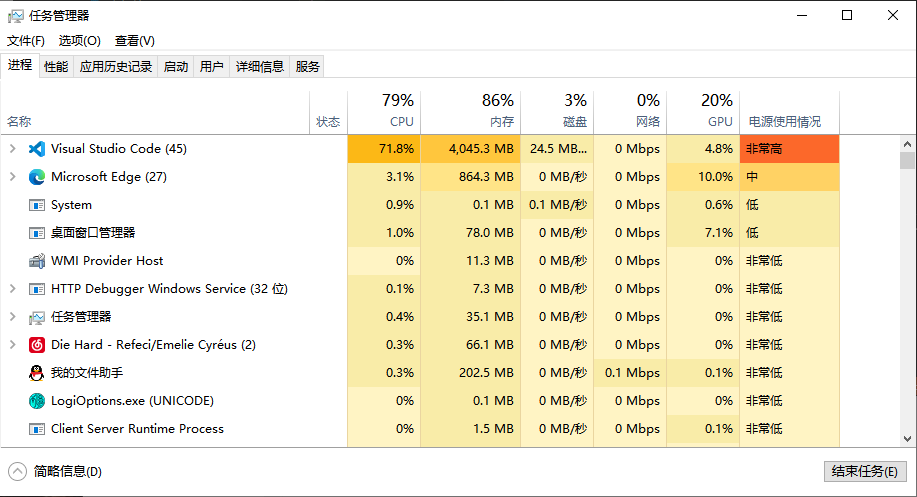 任务管理器
文件(F) 选项(O) 查看(V)
进程 性能 应用历史记录 启动 用户 详细信息 服务
79% 86% 3% 0% 20%
名称 状态 CPU 内存 磁盘 网络 GPU 电源使用情况
Visual Studio Code (45) 71.8% 4,045.3 MB 24.5 MB... 0 Mbps 4.8% 非常高
Microsoft Edge (27) 3.1% 864.3 MB 0 MB/秒 0 Mbps 10.0% 中
System 0.9% 0.1 MB 0.1 MB/秒 0 Mbps 0.6% 低
桌面窗口管理器 1.0% 78.0 MB 0 MB/秒 0 Mbps 7.1% 低
WMI Provider Host 0% 11.3 MB 0 MB/秒 0 Mbps 0% 非常低
HTTP Debugger Windows Service (32 位) 0.1% 7.3 MB 0 MB/秒 0 Mbps 0% 非常低
任务管理器 0.4% 35.1 MB 0 MB/秒 0 Mbps 0% 非常低
Die Hard - Refeci/Emelie Cyréus (2) 0.3% 66.1 MB 0 MB/秒 0 Mbps 0% 非常低
我的文件助手 0.3% 202.5 MB 0 MB/秒 0.1 Mbps 0.1% 非常低
LogiOptions.exe (UNICODE) 0% 0.1 MB 0 MB/秒 0 Mbps 0% 非常低
Client Server Runtime Process 0% 1.5 MB 0 MB/秒 0 Mbps 0.1% 非常低
简略信息(D) 结束任务(E)